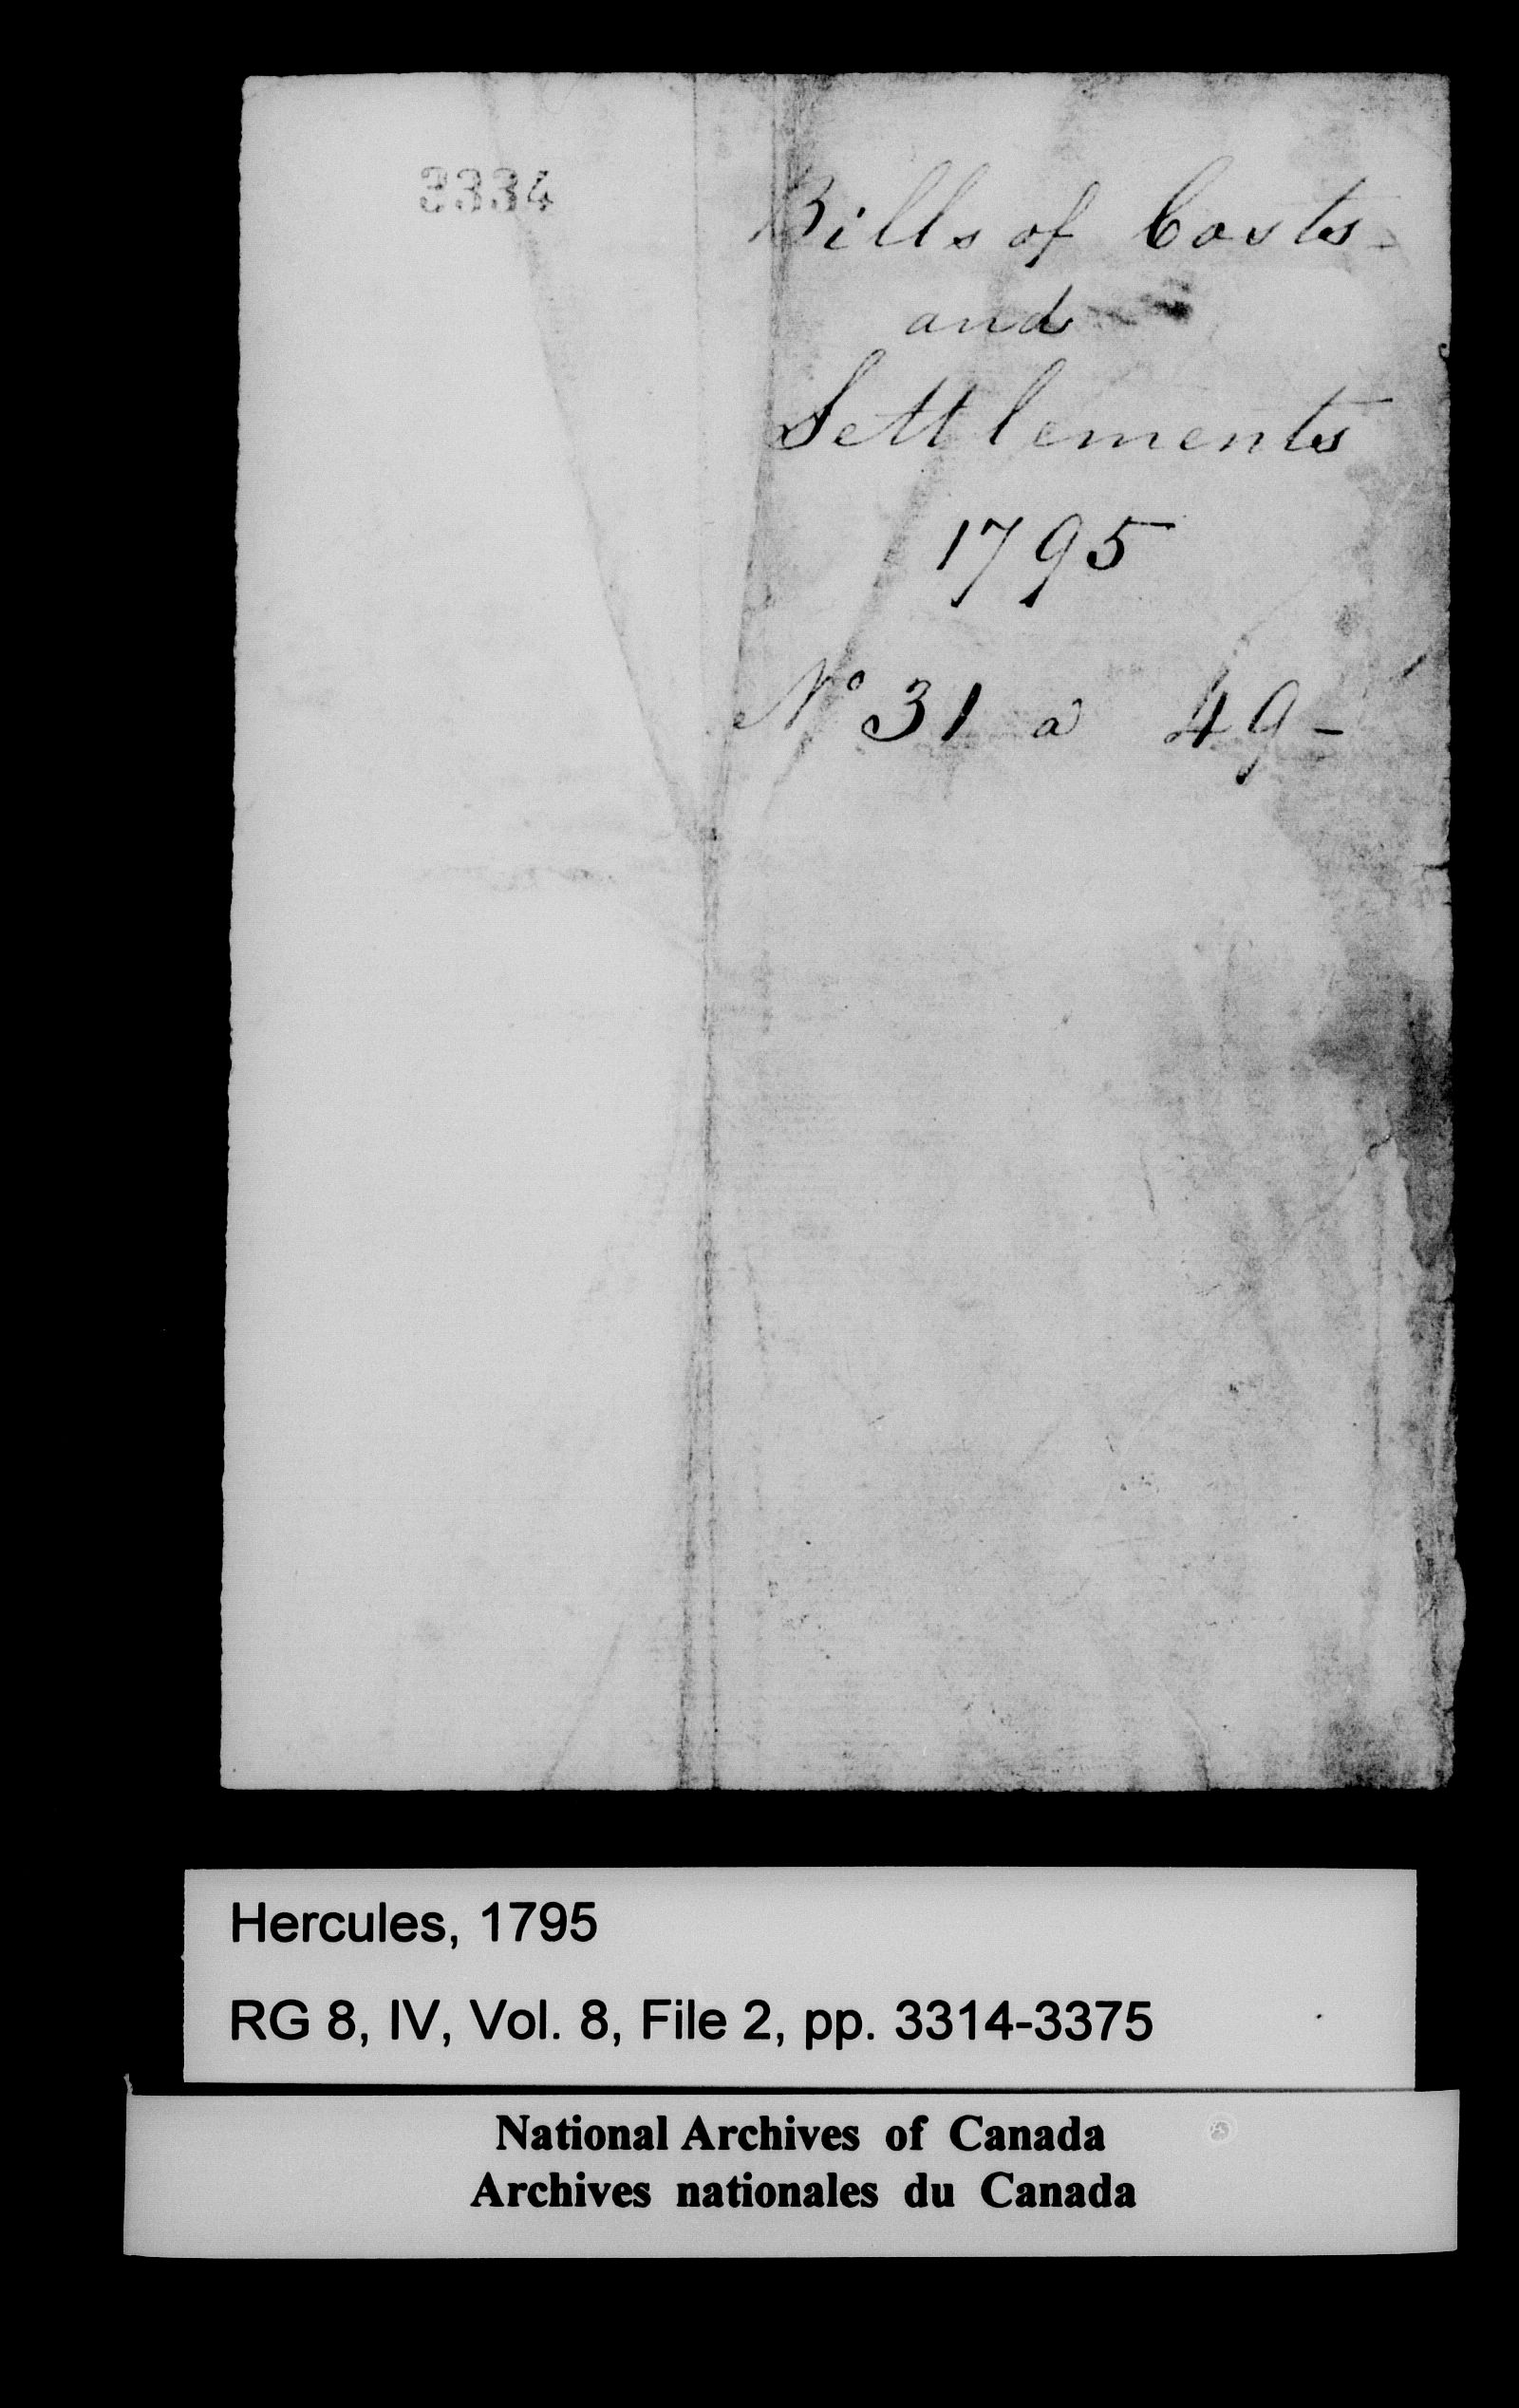 3334
Bills of Costs -
and
Settlements
1795
No 31 a 49 -
Hercules, 1795
RG 8, IV, Vol. 8, File 2, pp. 3314-3375
National Archives of Canada
Archives nationales du Canada